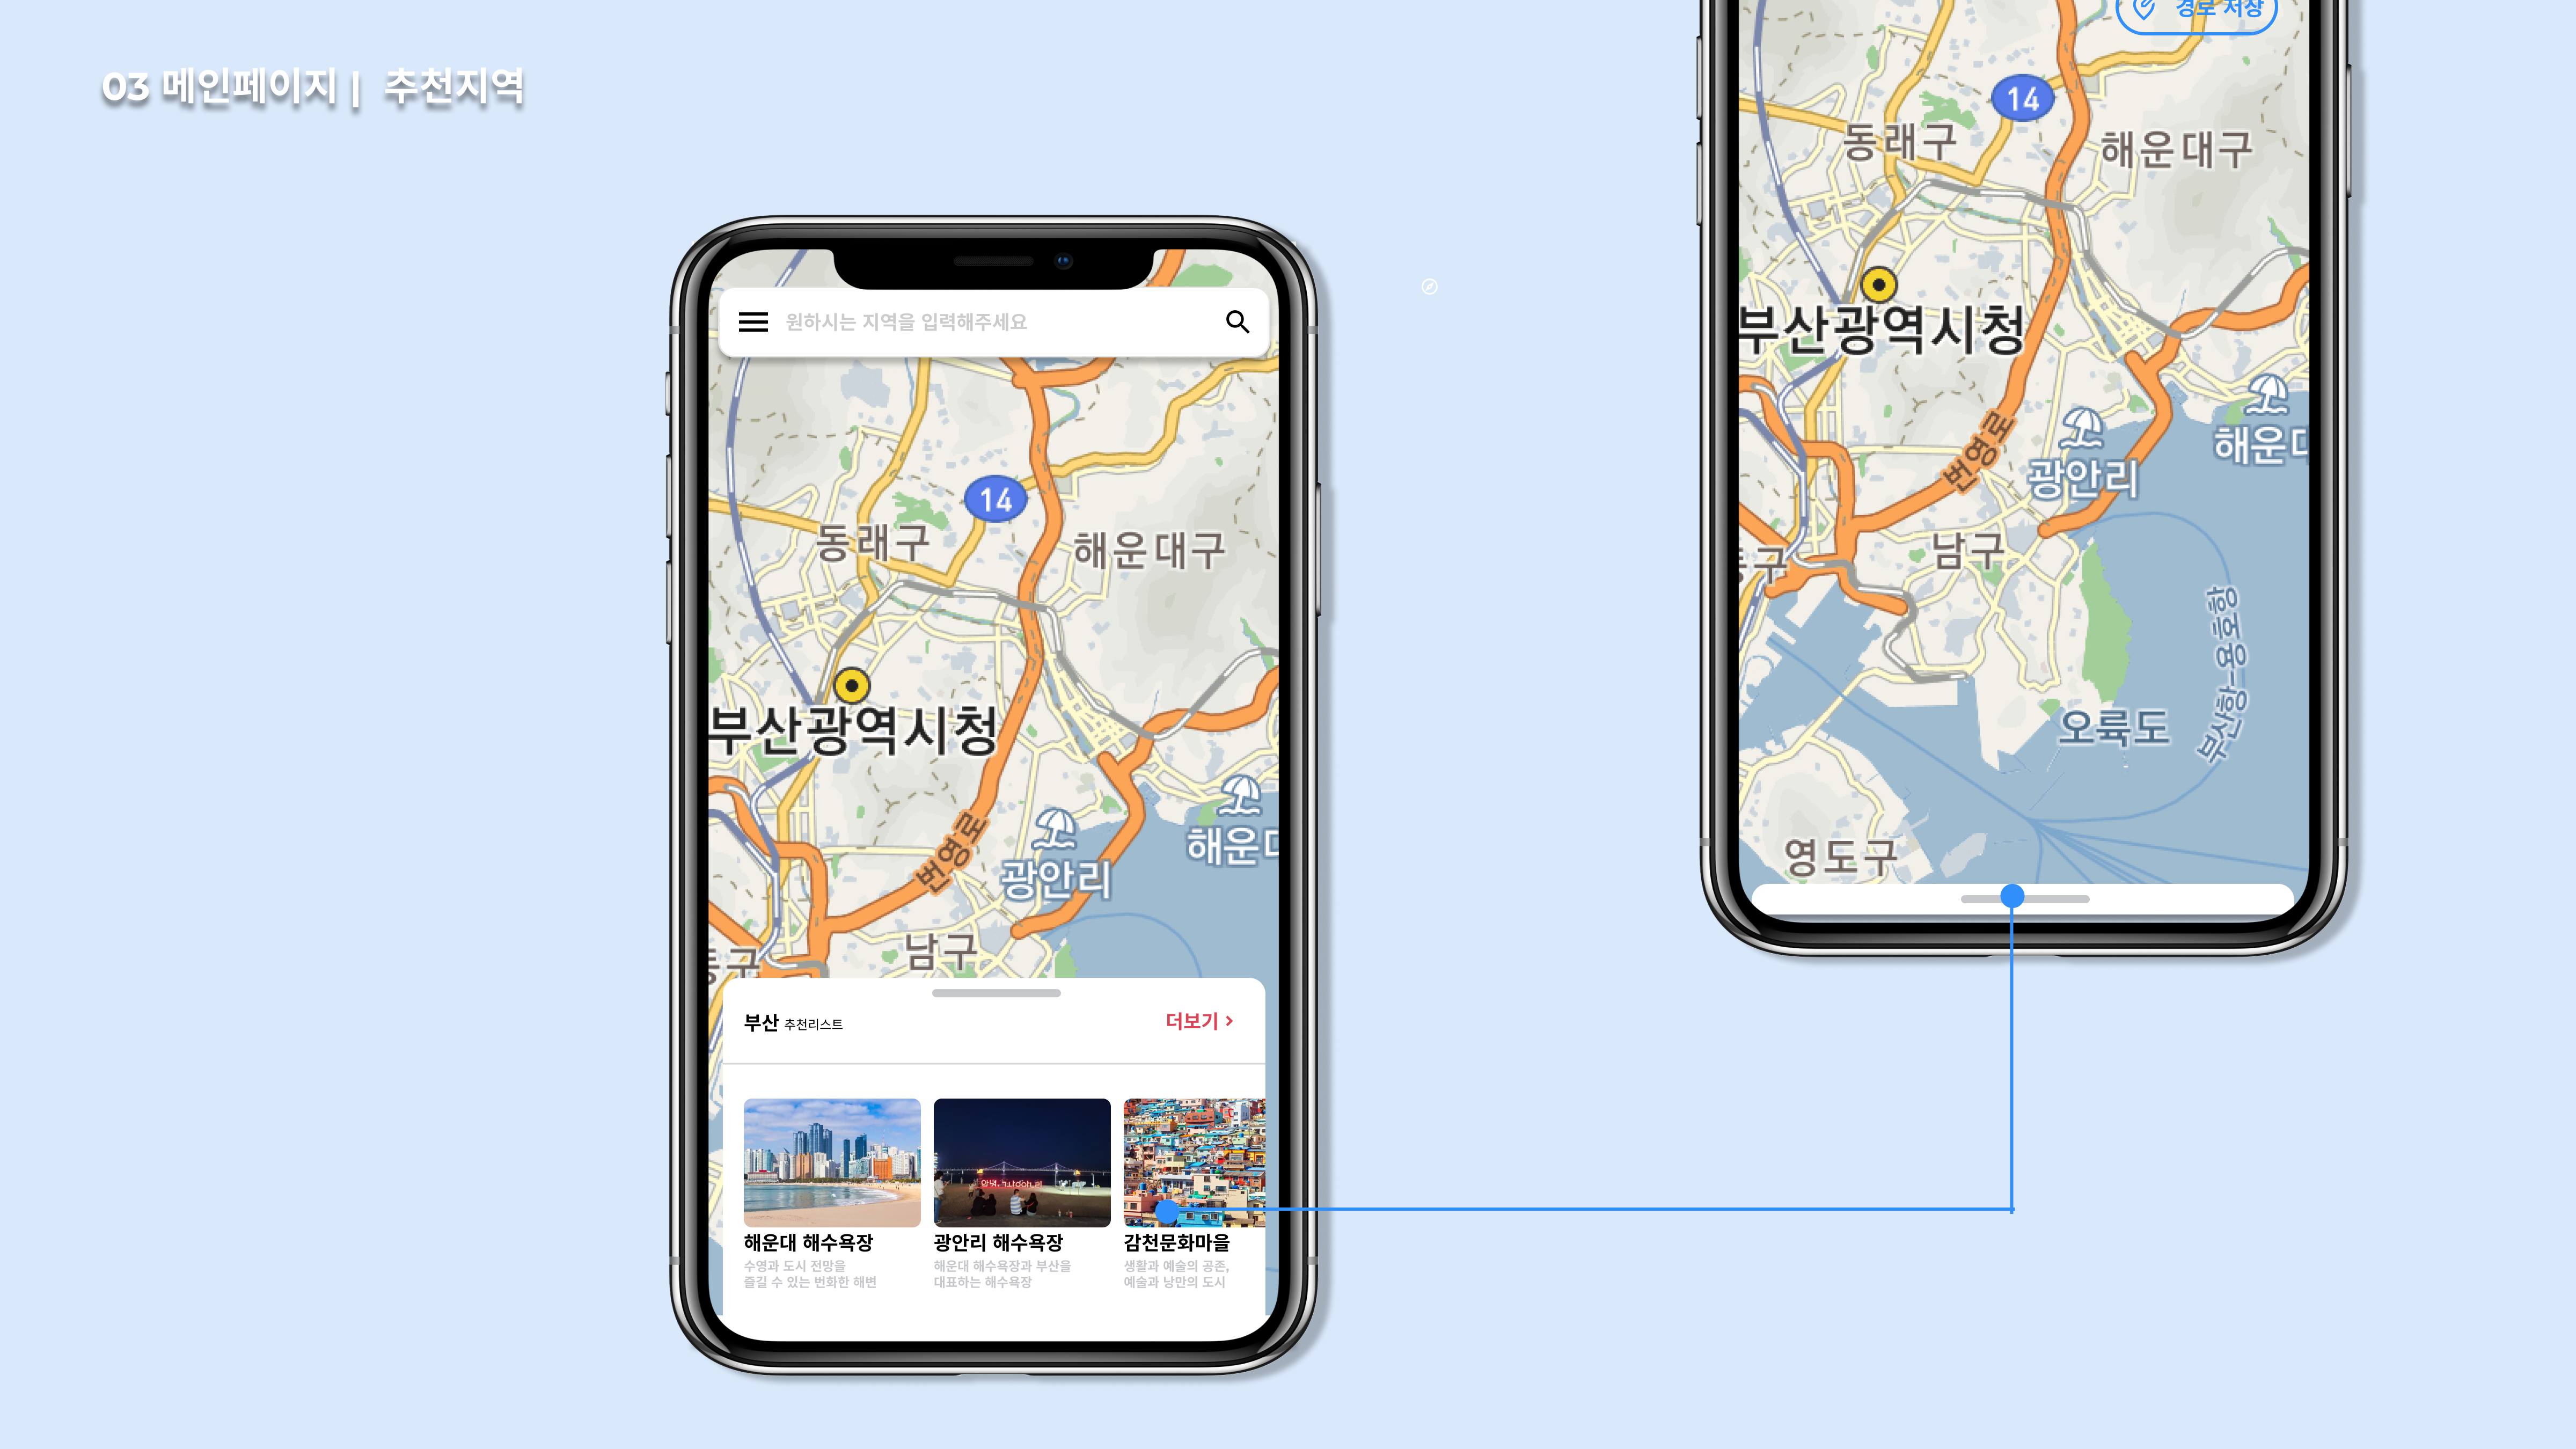 03 메인페이지 | 추천지역
원하시는 지역을 입력해주세요
14
동래구
해운대구
부산광역시청
번영로
광안리
해운대
남구
부산 추천리스트
더보기 >
해운대 해수욕장
수영과 도시 전망을
즐길 수 있는 번화한 해변
광안리 해수욕장
해운대 해수욕장과 부산을
대표하는 해수욕장
감천문화마을
생활과 예술의 공존,
예술과 낭만의 도시
경로 저장
14
동래구
해운대구
부산광역시청
번영로
광안리
해운대
남구
부산항-용호항
오륙도
영도구